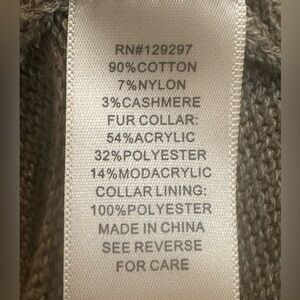 RN#129297
90%COTTON
7%NYLON
3%CASHMERE
FUR COLLAR:
54%ACRYLIC
32%POLYESTER
14%MODACRYLIC
COLLAR LINING:
100%POLYESTER
MADE IN CHINA
SEE REVERSE
FOR CARE